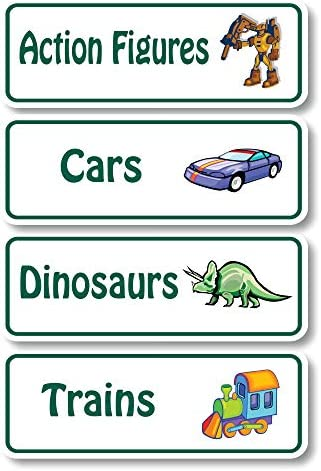 Action Figures
Cars
Dinosaurs
Trains